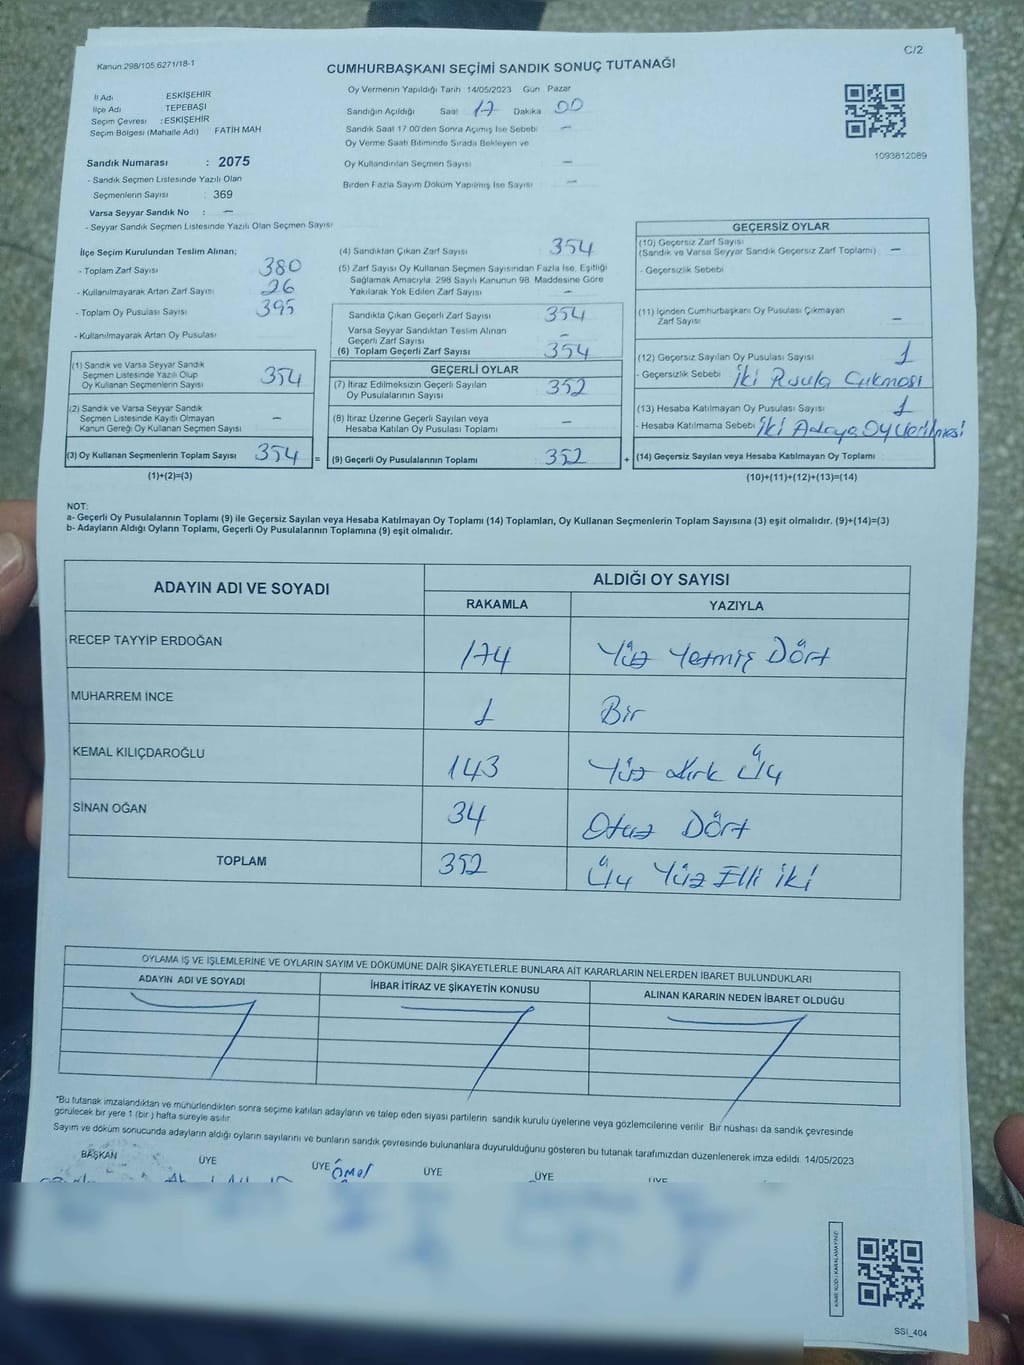 C/2
Kanun:298/105;6271/18-1
CUMHURBAŞKANI SEÇİMİ SANDIK SONUÇ TUTANAĞI
İl Adı ESKİŞEHİR
İlçe Adı TEPEBAŞI
Seçim Çevresi : ESKİŞEHİR
Seçim Bölgesi (Mahalle Adı) FATİH MAH
Sandık Numarası : 2075
- Sandık Seçmen Listesinde Yazılı Olan
Seçmenlerin Sayısı : 369
Varsa Seyyar Sandık No : —
- Seyyar Sandık Seçmen Listesinde Yazılı Olan Seçmen Sayısı
Oy Vermenin Yapıldığı Tarih 14/05/2023 Gün Pazar
Sandığın Açıldığı Saat 17 Dakika 00
Sandık Saat 17.00'den Sonra Açılmış İse Sebebi —
Oy Verme Saati Bitiminde Sırada Bekleyen ve
Oy Kullandırılan Seçmen Sayısı —
Birden Fazla Sayım Döküm Yapılmış İse Sayısı —
1093812089
İlçe Seçim Kurulundan Teslim Alınan;
- Toplam Zarf Sayısı 380
- Kullanılmayarak Artan Zarf Sayısı 26
- Toplam Oy Pusulası Sayısı 395
- Kullanılmayarak Artan Oy Pusulası
(1) Sandık ve Varsa Seyyar Sandık
Seçmen Listesinde Yazılı Olup
Oy Kullanan Seçmenlerin Sayısı 354
(2) Sandık ve Varsa Seyyar Sandık
Seçmen Listesinde Kayıtlı Olmayan
Kanun Gereği Oy Kullanan Seçmen Sayısı —
(3) Oy Kullanan Seçmenlerin Toplam Sayısı 354 =
(1)+(2)=(3)
(4) Sandıktan Çıkan Zarf Sayısı 354
(5) Zarf Sayısı Oy Kullanan Seçmen Sayısından Fazla İse, Eşitliği
Sağlamak Amacıyla, 298 Sayılı Kanunun 98. Maddesine Göre
Yakılarak Yok Edilen Zarf Sayısı —
Sandıkta Çıkan Geçerli Zarf Sayısı 354
Varsa Seyyar Sandıktan Teslim Alınan
Geçerli Zarf Sayısı —
(6) Toplam Geçerli Zarf Sayısı 354
GEÇERLİ OYLAR
(7) İtiraz Edilmeksizin Geçerli Sayılan
Oy Pusulalarının Sayısı 352
(8) İtiraz Üzerine Geçerli Sayılan veya
Hesaba Katılan Oy Pusulası Toplamı —
(9) Geçerli Oy Pusulalarının Toplamı 352 +
GEÇERSİZ OYLAR
(10) Geçersiz Zarf Sayısı
(Sandık ve Varsa Seyyar Sandık Geçersiz Zarf Toplamı) —
- Geçersizlik Sebebi
(11) İçinden Cumhurbaşkanı Oy Pusulası Çıkmayan
Zarf Sayısı —
(12) Geçersiz Sayılan Oy Pusulası Sayısı 1
- Geçersizlik Sebebi İki Pusula Çıkması
(13) Hesaba Katılmayan Oy Pusulası Sayısı 1
- Hesaba Katılmama Sebebi İki Adaya Oy Verilmesi
(14) Geçersiz Sayılan veya Hesaba Katılmayan Oy Toplamı
(10)+(11)+(12)+(13)=(14)
NOT:
a- Geçerli Oy Pusulalarının Toplamı (9) ile Geçersiz Sayılan veya Hesaba Katılmayan Oy Toplamı (14) Toplamları, Oy Kullanan Seçmenlerin Toplam Sayısına (3) eşit olmalıdır. (9)+(14)=(3)
b- Adayların Aldığı Oyların Toplamı, Geçerli Oy Pusulalarının Toplamına (9) eşit olmalıdır.
ADAYIN ADI VE SOYADI ALDIĞI OY SAYISI
RAKAMLA YAZIYLA
RECEP TAYYİP ERDOĞAN 174 Yüz Yetmiş Dört
MUHARREM İNCE 1 Bir
KEMAL KILIÇDAROĞLU 143 Yüz Kırk Üç
SİNAN OĞAN 34 Otuz Dört
TOPLAM 352 Üç Yüz Elli iki
OYLAMA İŞ VE İŞLEMLERİNE VE OYLARIN SAYIM VE DÖKÜMÜNE DAİR ŞİKAYETLERLE BUNLARA AİT KARARLARIN NELERDEN İBARET BULUNDUKLARI
ADAYIN ADI VE SOYADI İHBAR İTİRAZ VE ŞİKAYETİN KONUSU ALINAN KARARIN NEDEN İBARET OLDUĞU
*Bu tutanak imzalandıktan ve mühürlendikten sonra seçime katılan adayların ve talep eden siyasi partilerin sandık kurulu üyelerine veya gözlemcilerine verilir. Bir nüshası da sandık çevresinde
görülecek bir yere 1 (bir ) hafta süreyle asılır.
Sayım ve döküm sonucunda adayların aldığı oyların sayılarını ve bunların sandık çevresinde bulunanlara duyurulduğunu gösteren bu tutanak tarafımızdan düzenlenerek imza edildi. 14/05/2023
BAŞKAN ÜYE ÜYE ÜYE ÜYE ÜYE
Ömer
SSI_404